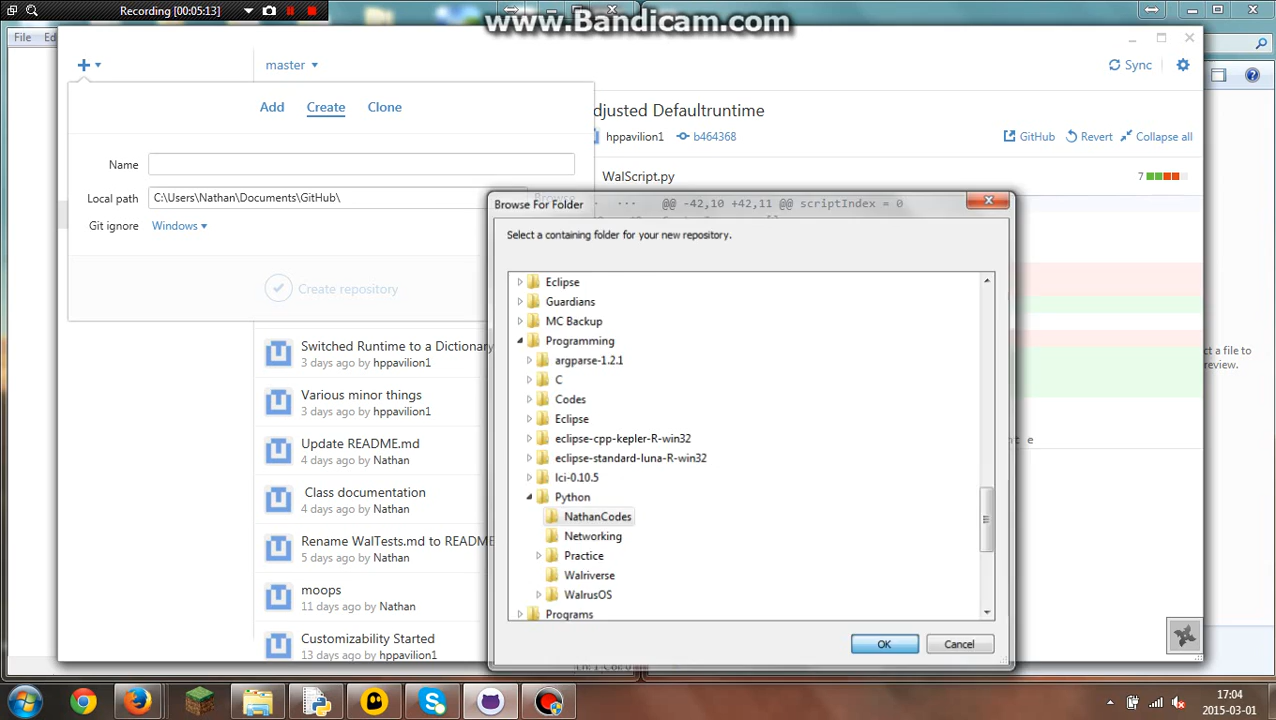 Recording [00:05:13]
www.Bandicam.com
File
Ed
master
Sync
Add
Create
Clone
djusted Defaultruntime
hppavilion1
b464368
GitHub
Revert
Collapse all
Name
WalScript.py
7
Local path
C:\Users\Nathan\Documents\GitHub\
Browse For Folder
··· ··· @@ -42,10 +42,11 @@ scriptIndex = 0
Git ignore
Windows
Select a containing folder for your new repository.
Create repository
Eclipse
Guardians
MC Backup
Programming
argparse-1.2.1
C
Codes
Eclipse
eclipse-cpp-kepler-R-win32
eclipse-standard-luna-R-win32
lci-0.10.5
Python
NathanCodes
Networking
Practice
Walriverse
WalrusOS
Programs
OK
Cancel
Switched Runtime to a Dictionary
3 days ago by hppavilion1
Various minor things
3 days ago by hppavilion1
Update README.md
4 days ago by Nathan
Class documentation
4 days ago by Nathan
Rename WalTests.md to README
5 days ago by Nathan
moops
11 days ago by Nathan
Customizability Started
13 days ago by hppavilion1
ct a file to
preview.
17:04
2015-03-01